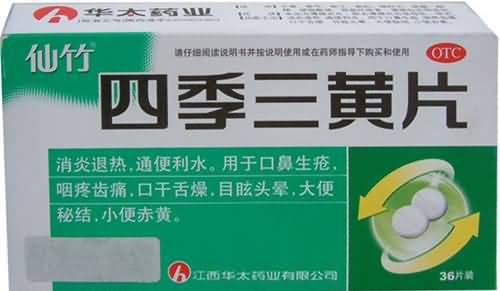 华太药业
仙竹
请仔细阅读说明书并按说明使用或在药师指导下购买和使用
OTC
四季三黄片
消炎退热，通便利水。用于口鼻生疮，
咽疼齿痛，口干舌燥，目眩头晕，大便
秘结，小便赤黄。
江西华太药业有限公司
36片装